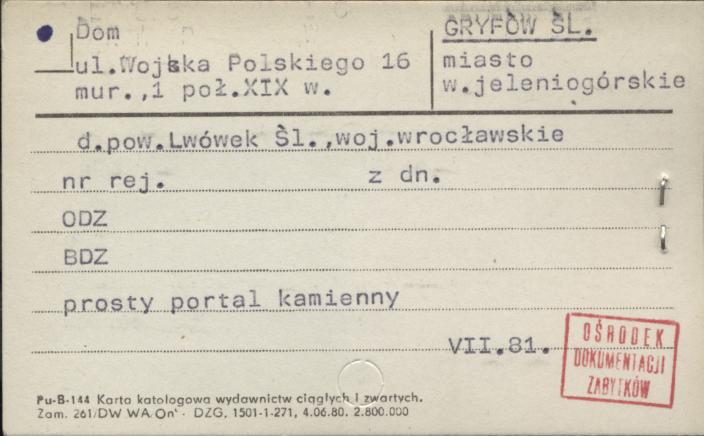 Dom
ul.Wojska Polskiego 16
mur.,1 poł.XIX w.
GRYFÓW ŚL.
miasto
w.jeleniogórskie
d.pow.Lwówek Śl.,woj.wrocławskie
nr rej. z dn.
ODZ
BDZ
prosty portal kamienny
VII.81.
OŚRODEK
DOKUMENTACJI
ZABYTKÓW
Pu-B-144 Karta katologowa wydawnictw ciągłych i zwartych.
Zam. 261/DW WA On' - DZG, 1501-1-271, 4.06.80. 2.800.000